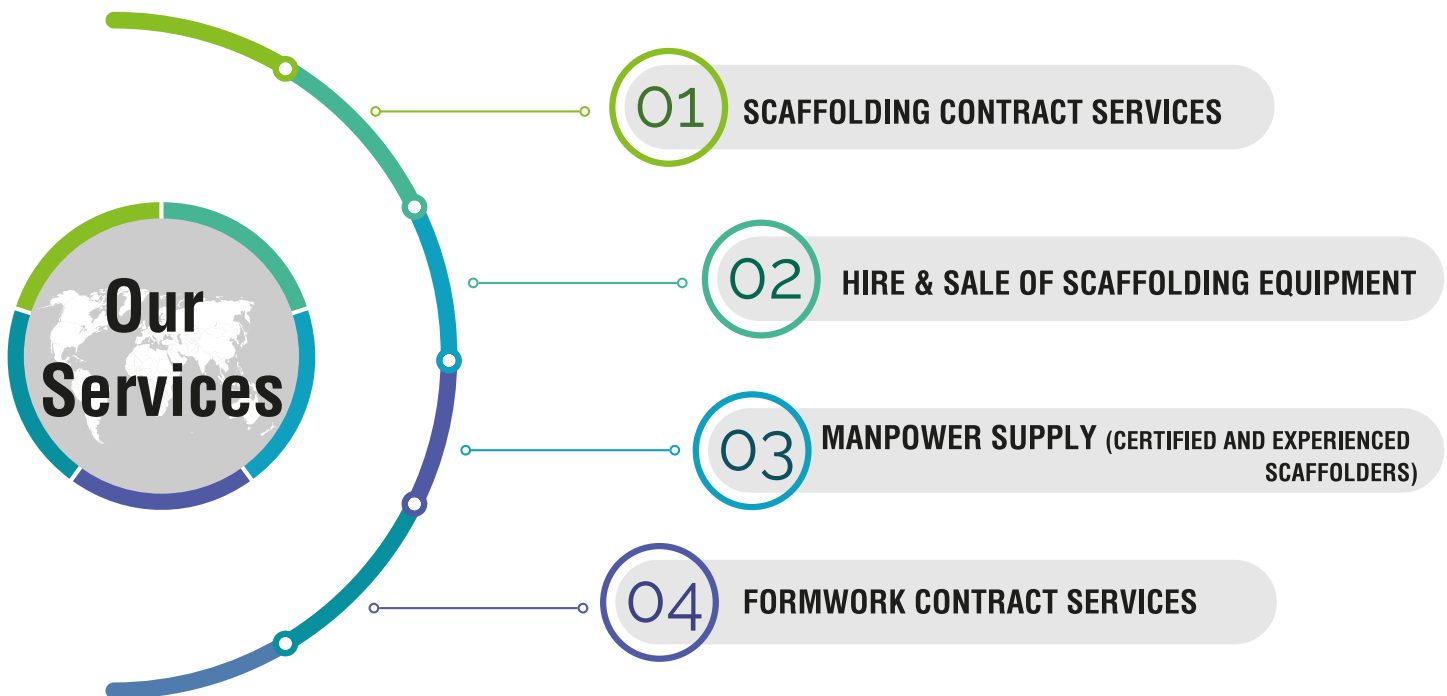 Our
Services
01 SCAFFOLDING CONTRACT SERVICES
02 HIRE & SALE OF SCAFFOLDING EQUIPMENT
03 MANPOWER SUPPLY (CERTIFIED AND EXPERIENCED
SCAFFOLDERS)
04 FORMWORK CONTRACT SERVICES